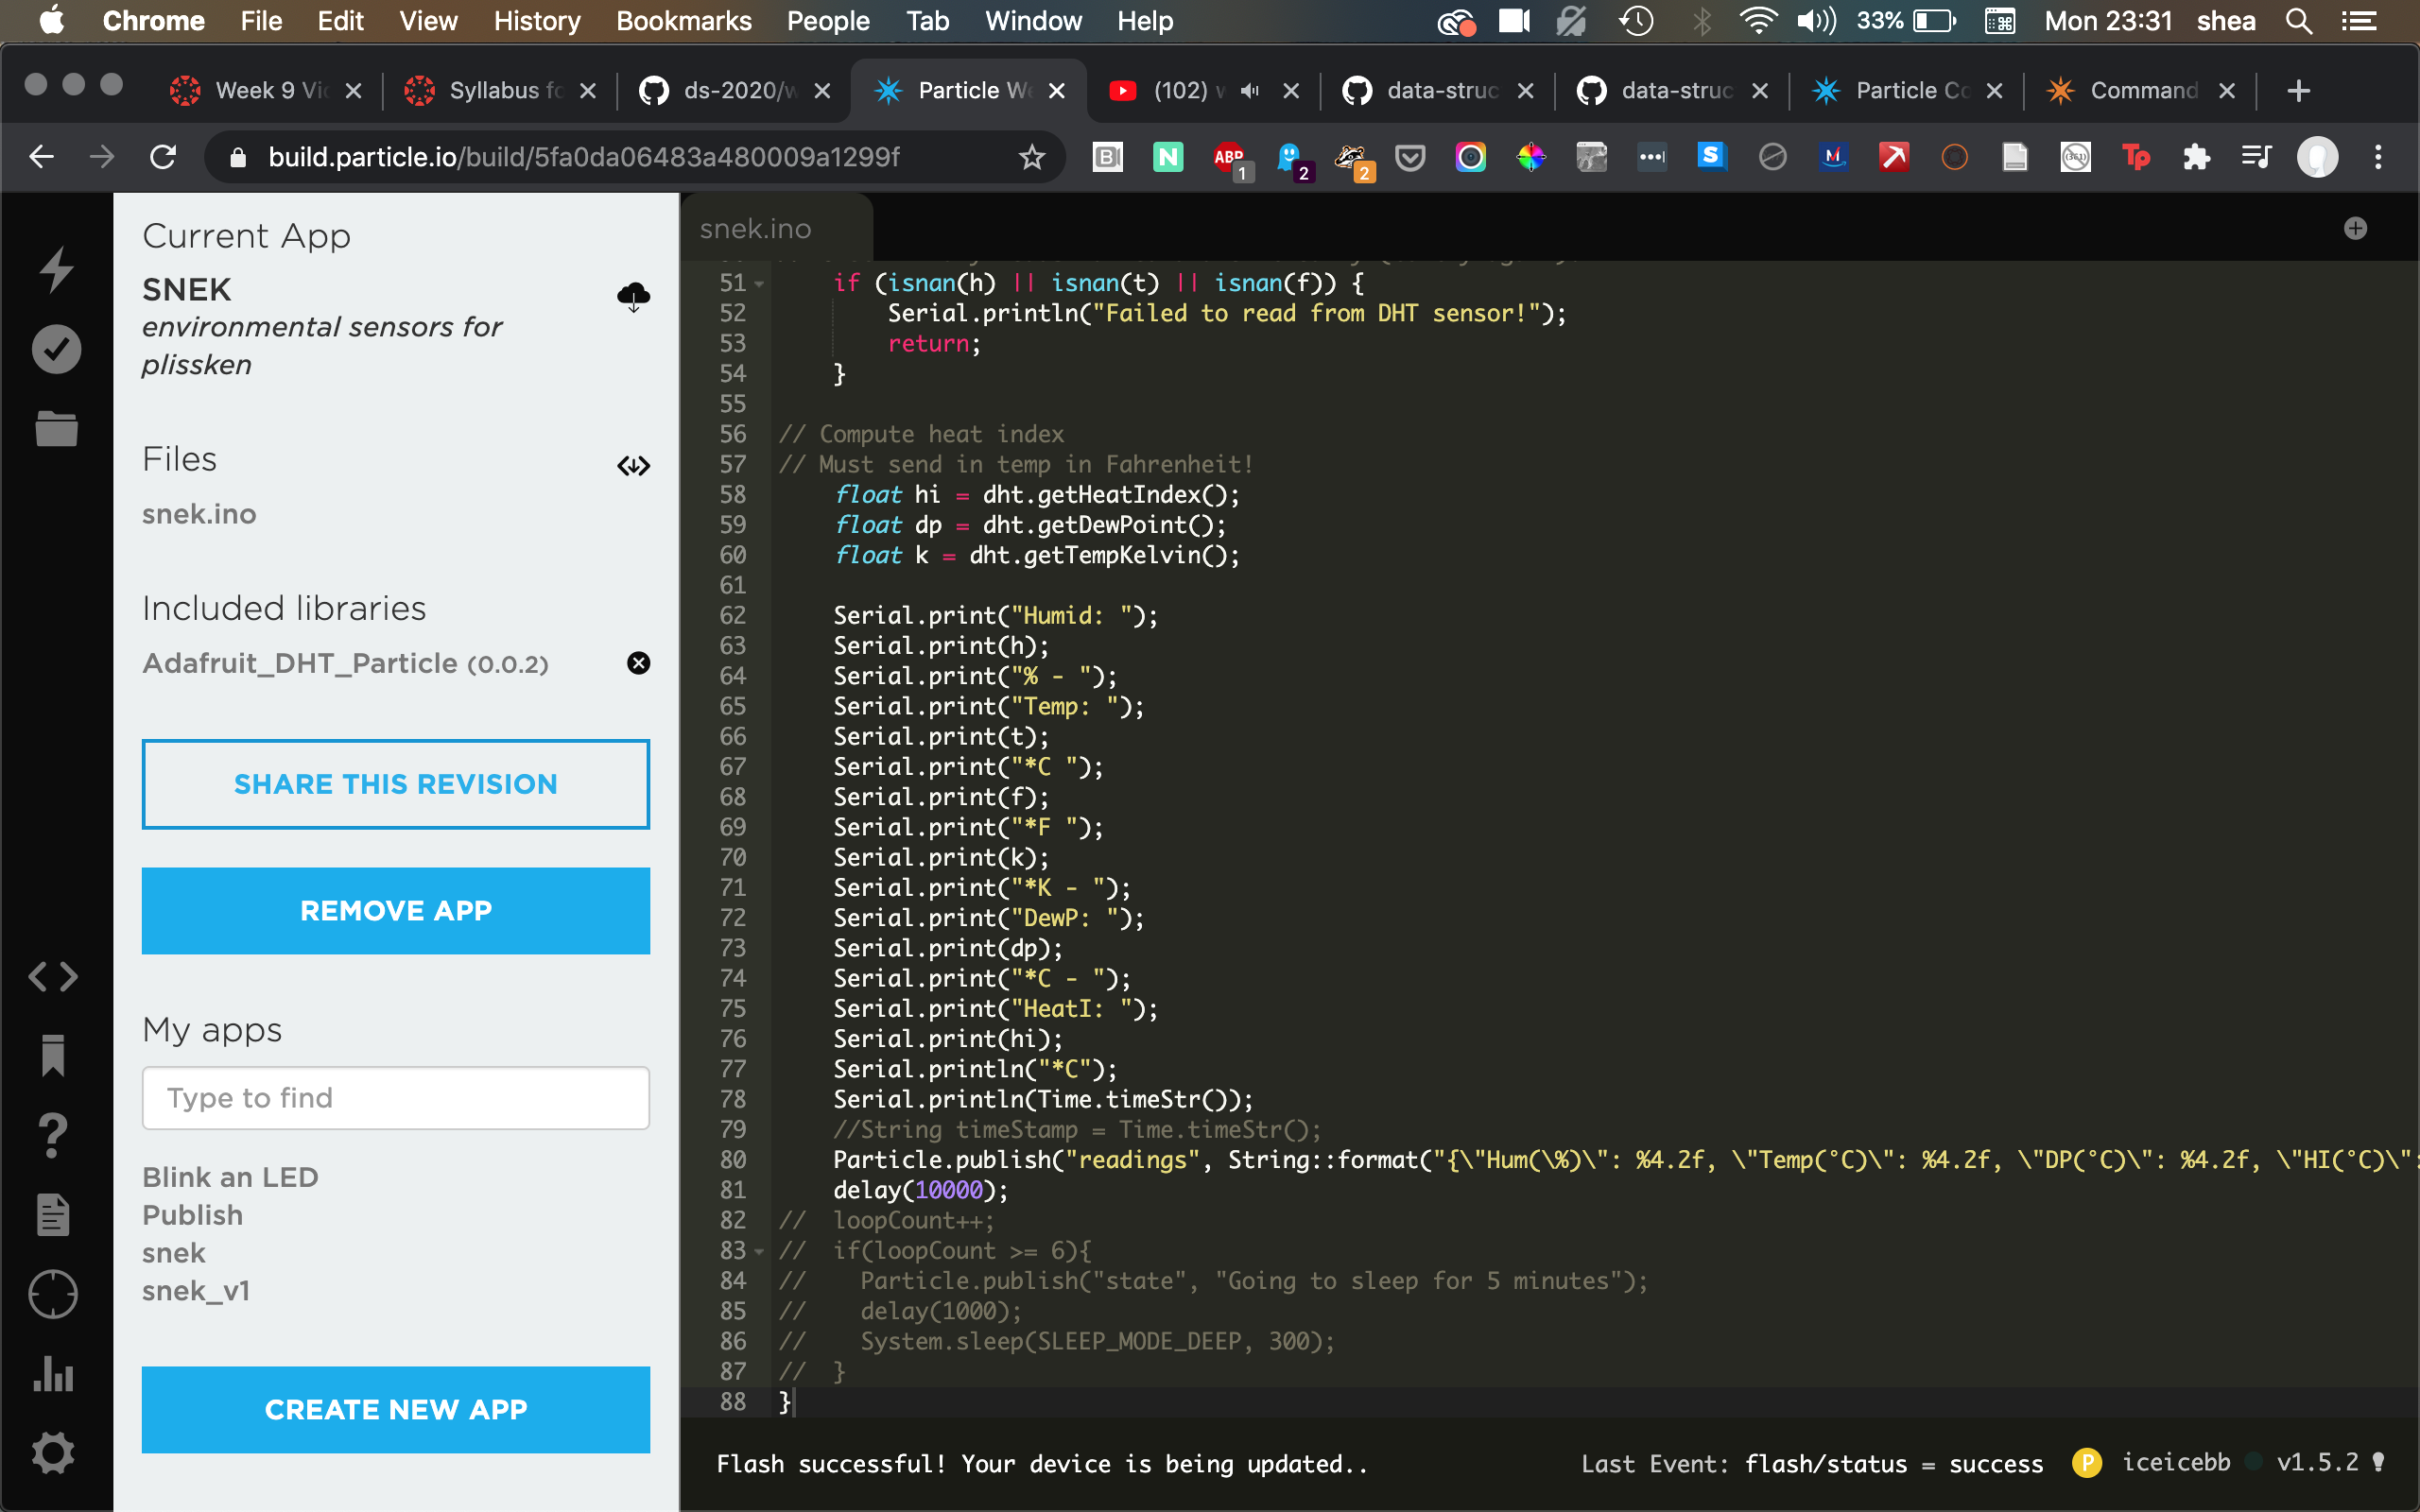 Chrome File Edit View History Bookmarks People Tab Window Help 33% Mon 23:31 shea
Week 9 Vi Syllabus fo ds-2020/w Particle We (102) data-struc data-struc Particle Co Command
build.particle.io/build/5fa0da06483a480009a1299f
ABP 1 2 2 Tp
Current App
SNEK
environmental sensors for
plissken
Files
snek.ino
Included libraries
Adafruit_DHT_Particle (0.0.2)
SHARE THIS REVISION
REMOVE APP
My apps
Type to find
Blink an LED
Publish
snek
snek_v1
CREATE NEW APP
snek.ino
51 if (isnan(h) || isnan(t) || isnan(f)) {
52 Serial.println("Failed to read from DHT sensor!");
53 return;
54 }
55
56 // Compute heat index
57 // Must send in temp in Fahrenheit!
58 float hi = dht.getHeatIndex();
59 float dp = dht.getDewPoint();
60 float k = dht.getTempKelvin();
61
62 Serial.print("Humid: ");
63 Serial.print(h);
64 Serial.print("% - ");
65 Serial.print("Temp: ");
66 Serial.print(t);
67 Serial.print("*C ");
68 Serial.print(f);
69 Serial.print("*F ");
70 Serial.print(k);
71 Serial.print("*K - ");
72 Serial.print("DewP: ");
73 Serial.print(dp);
74 Serial.print("*C - ");
75 Serial.print("HeatI: ");
76 Serial.print(hi);
77 Serial.println("*C");
78 Serial.println(Time.timeStr());
79 //String timeStamp = Time.timeStr();
80 Particle.publish("readings", String::format("{\"Hum(\%)\": %4.2f, \"Temp(°C)\": %4.2f, \"DP(°C)\": %4.2f, \"HI(°C)\":
81 delay(10000);
82 // loopCount++;
83 // if(loopCount >= 6){
84 // Particle.publish("state", "Going to sleep for 5 minutes");
85 // delay(1000);
86 // System.sleep(SLEEP_MODE_DEEP, 300);
87 // }
88 }
Flash successful! Your device is being updated.. Last Event: flash/status = success P iceicebb v1.5.2